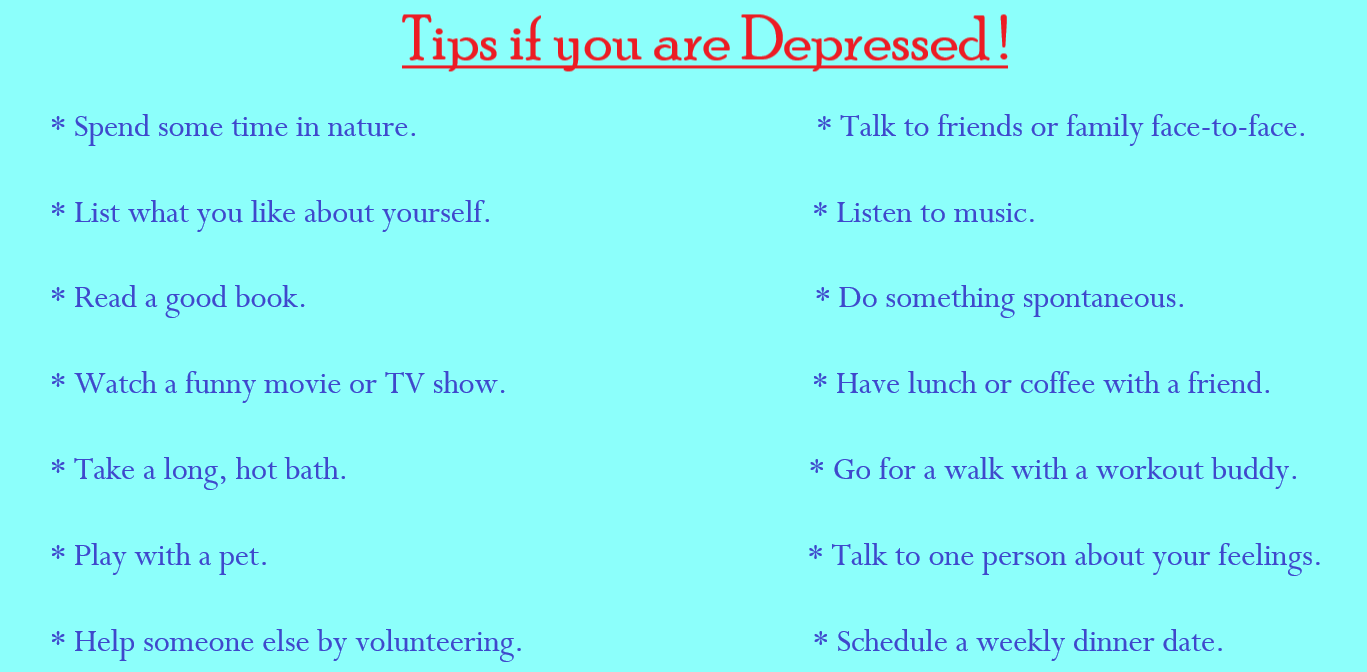 Tips if you are Depressed!
* Spend some time in nature.
* List what you like about yourself.
* Read a good book.
* Watch a funny movie or TV show.
* Take a long, hot bath.
* Play with a pet.
* Help someone else by volunteering.
* Talk to friends or family face-to-face.
* Listen to music.
* Do something spontaneous.
* Have lunch or coffee with a friend.
* Go for a walk with a workout buddy.
* Talk to one person about your feelings.
* Schedule a weekly dinner date.